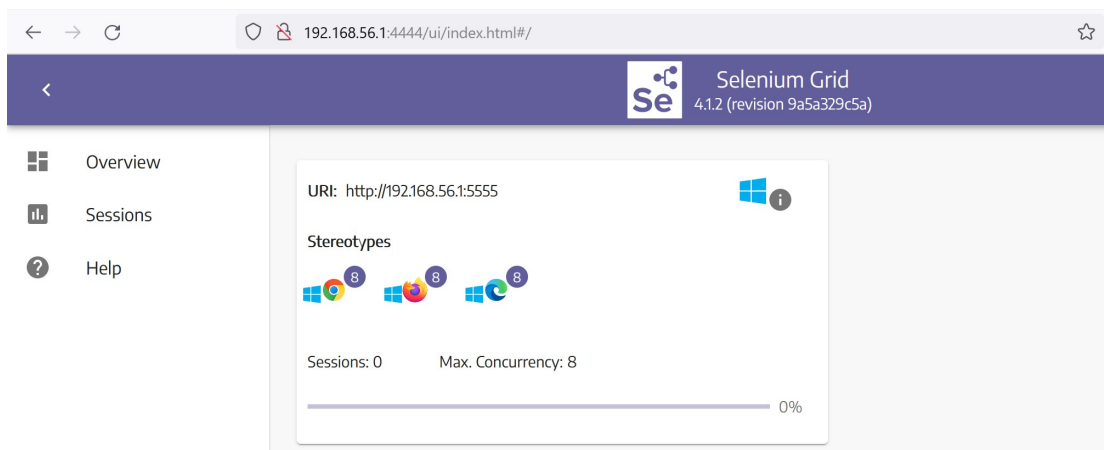 192.168.56.1:4444/ui/index.html#/
Se
Selenium Grid
4.1.2 (revision 9a5a329c5a)
Overview
Sessions
Help
URI: http://192.168.56.1:5555
Stereotypes
8 8 8
Sessions: 0 Max. Concurrency: 8
0%